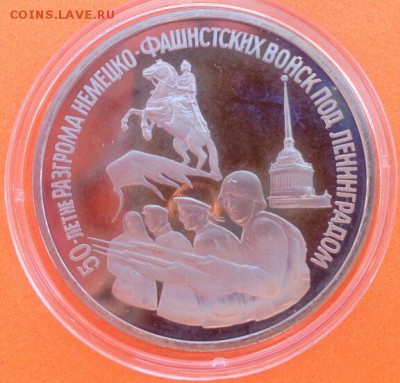 COINS.LAVE.RU
50-ЛЕТИЕ РАЗГРОМА НЕМЕЦКО-ФАШИСТСКИХ ВОЙСК ПОД ЛЕНИНГРАДОМ